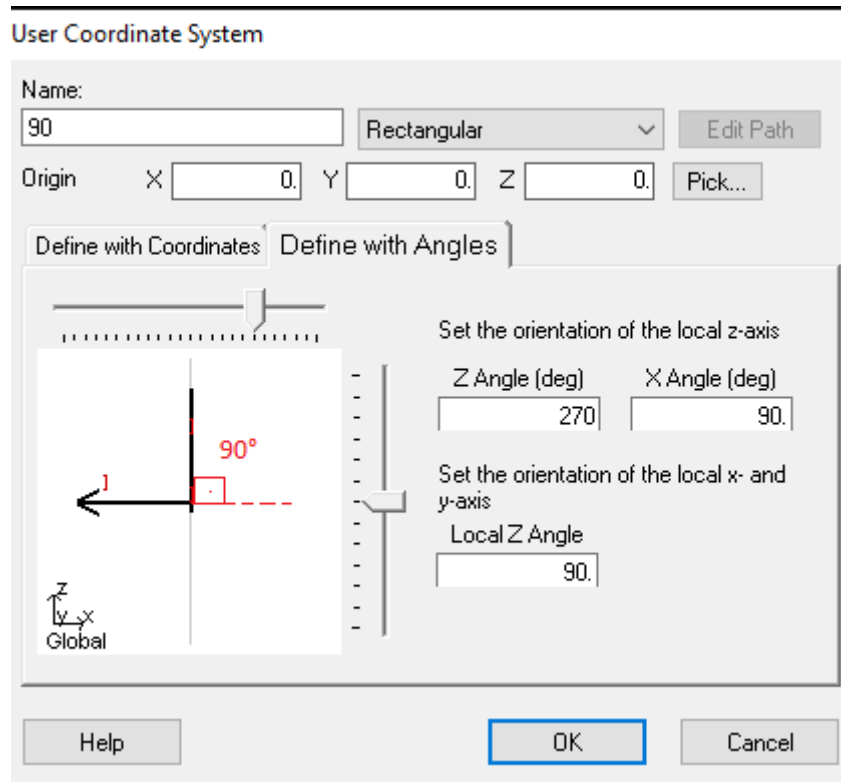 User Coordinate System
Name:
90 Rectangular Edit Path
Origin X 0. Y 0. Z 0. Pick...
Define with Coordinates Define with Angles
Set the orientation of the local z-axis
Z Angle (deg) X Angle (deg)
270 90.
90°
Set the orientation of the local x- and
y-axis
Local Z Angle
90.
Z
Y X
Global
Help OK Cancel